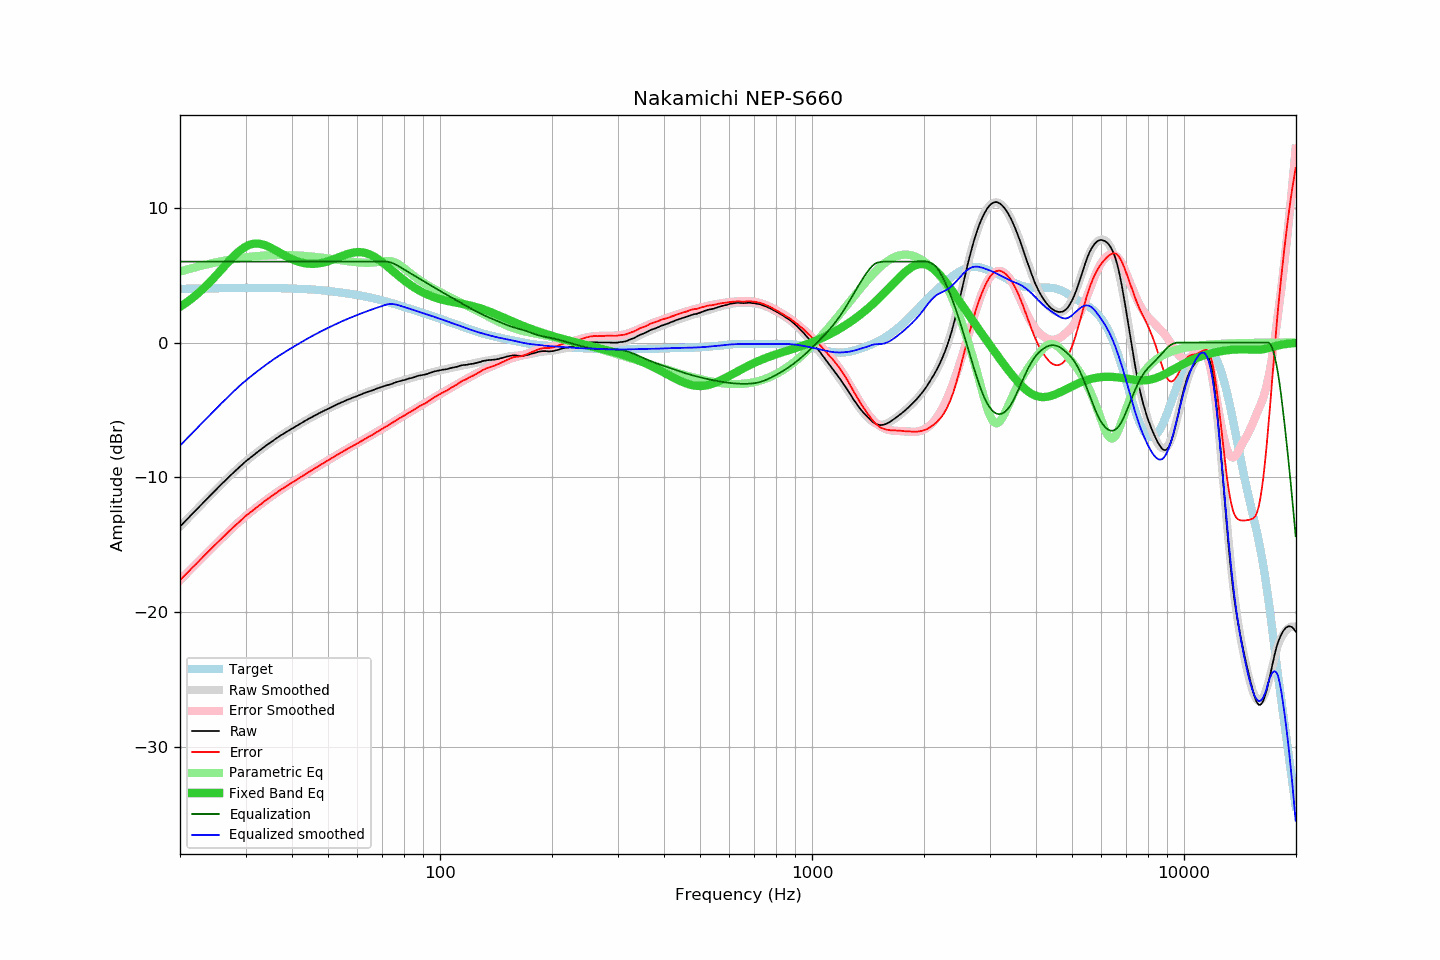 Nakamichi NEP-S660
10
0
−10
−20
−30
Amplitude (dBr)
Target
Raw Smoothed
Error Smoothed
Raw
Error
Parametric Eq
Fixed Band Eq
Equalization
Equalized smoothed
100
1000
10000
Frequency (Hz)